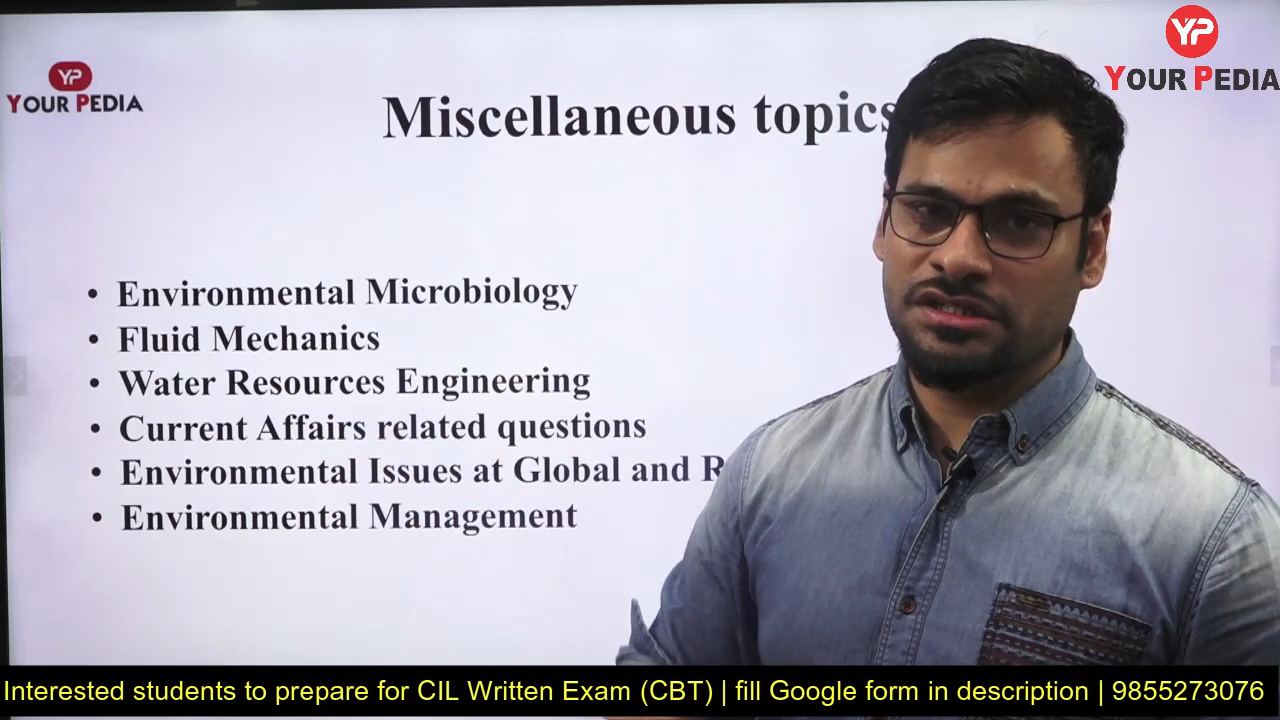 YP
YOUR PEDIA
YP
YOUR PEDIA
Miscellaneous topics
• Environmental Microbiology
• Fluid Mechanics
• Water Resources Engineering
• Current Affairs related questions
• Environmental Issues at Global and R
• Environmental Management
Interested students to prepare for CIL Written Exam (CBT) | fill Google form in description | 9855273076